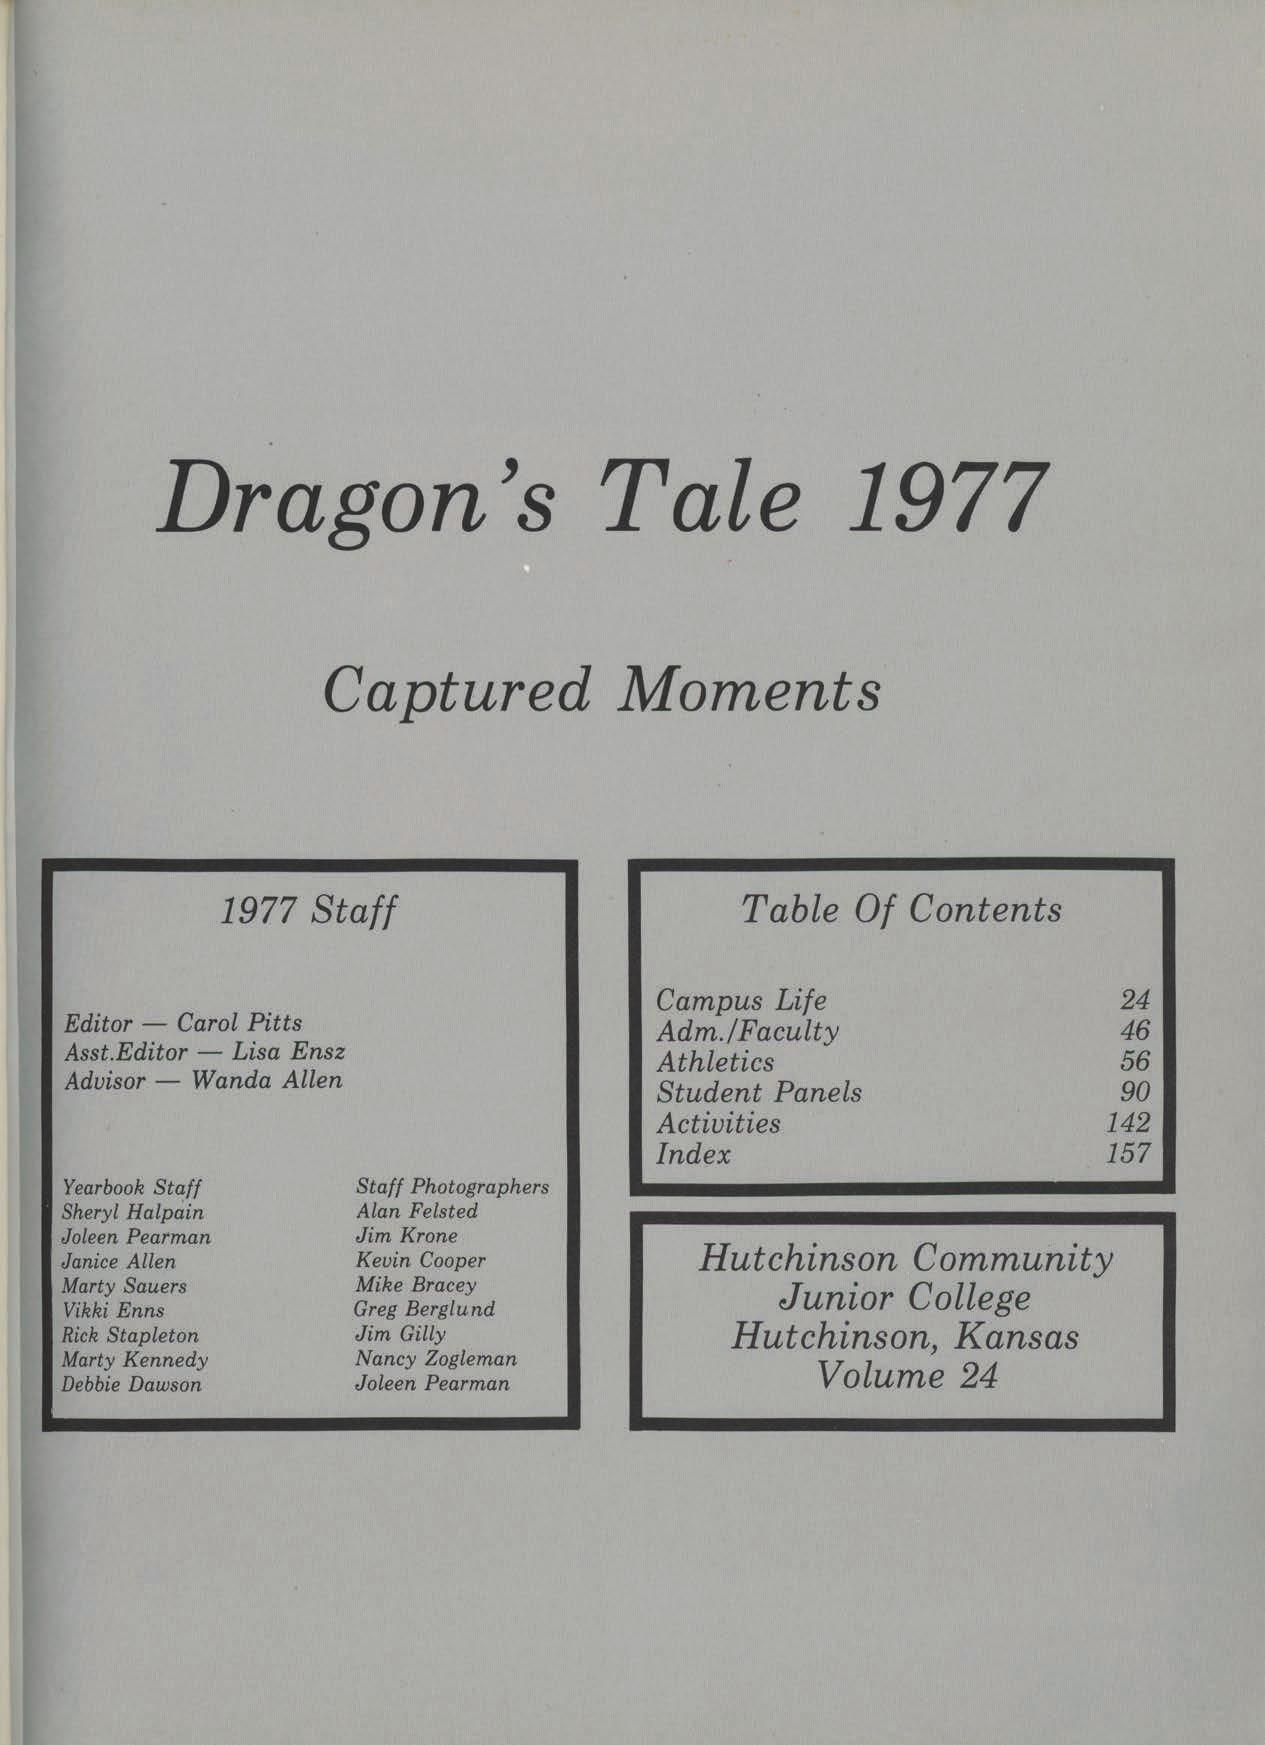 Dragon's Tale 1977
Captured Moments
1977 Staff
Editor — Carol Pitts
Asst.Editor — Lisa Ensz
Advisor — Wanda Allen
Yearbook Staff
Sheryl Halpain
Joleen Pearman
Janice Allen
Marty Sauers
Vikki Enns
Rick Stapleton
Marty Kennedy
Debbie Dawson
Staff Photographers
Alan Felsted
Jim Krone
Kevin Cooper
Mike Bracey
Greg Berglund
Jim Gilly
Nancy Zogleman
Joleen Pearman
Table Of Contents
Campus Life 24
Adm./Faculty 46
Athletics 56
Student Panels 90
Activities 142
Index 157
Hutchinson Community
Junior College
Hutchinson, Kansas
Volume 24